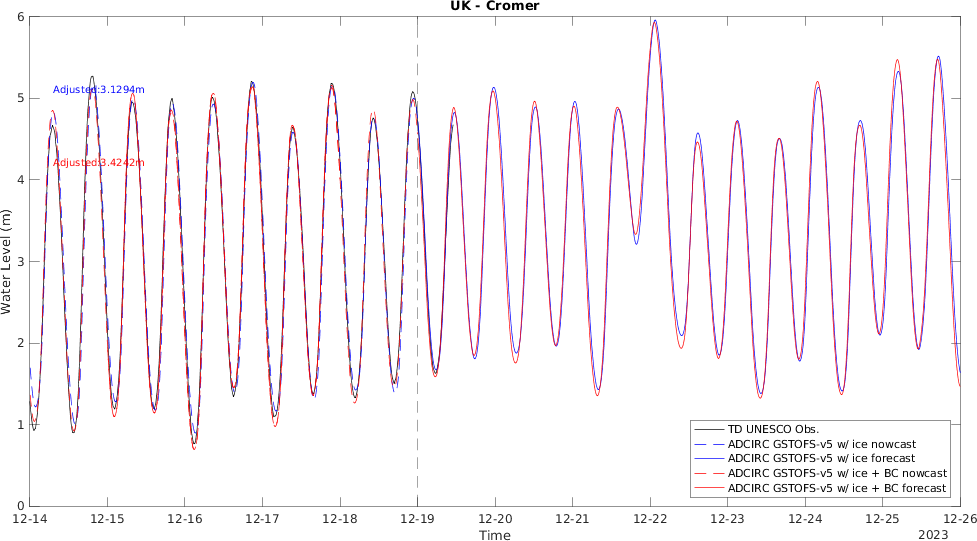 UK - Cromer
6
5
4
3
2
1
0
Water Level (m)
Adjusted:3.1294m
Adjusted:3.4242m
TD UNESCO Obs.
ADCIRC GSTOFS-v5 w/ ice nowcast
ADCIRC GSTOFS-v5 w/ ice forecast
ADCIRC GSTOFS-v5 w/ ice + BC nowcast
ADCIRC GSTOFS-v5 w/ ice + BC forecast
12-14 12-15 12-16 12-17 12-18 12-19 12-20 12-21 12-22 12-23 12-24 12-25 12-26
Time
2023